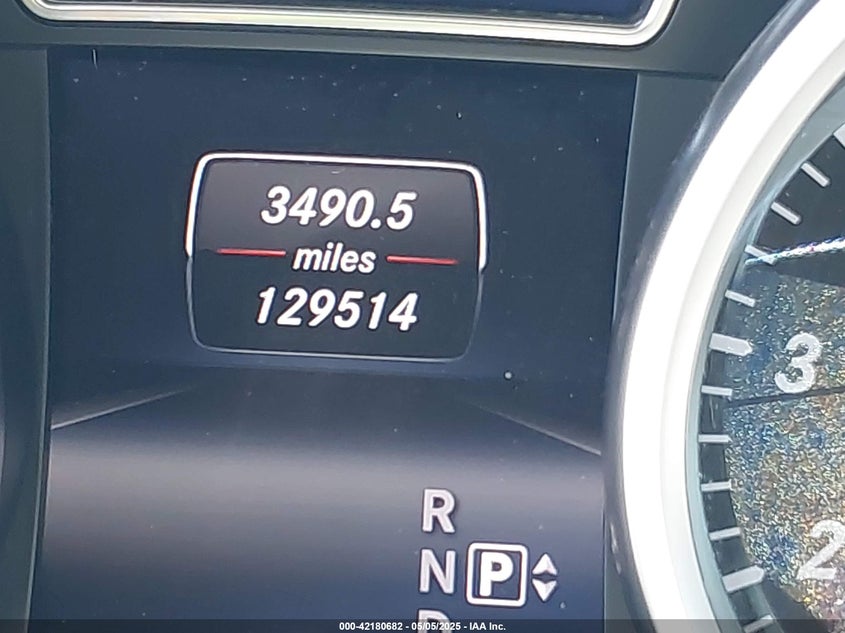 3490.5
miles
129514
3
R
2
N P
D
000-42180682 - 05/05/2025 - IAA Inc.